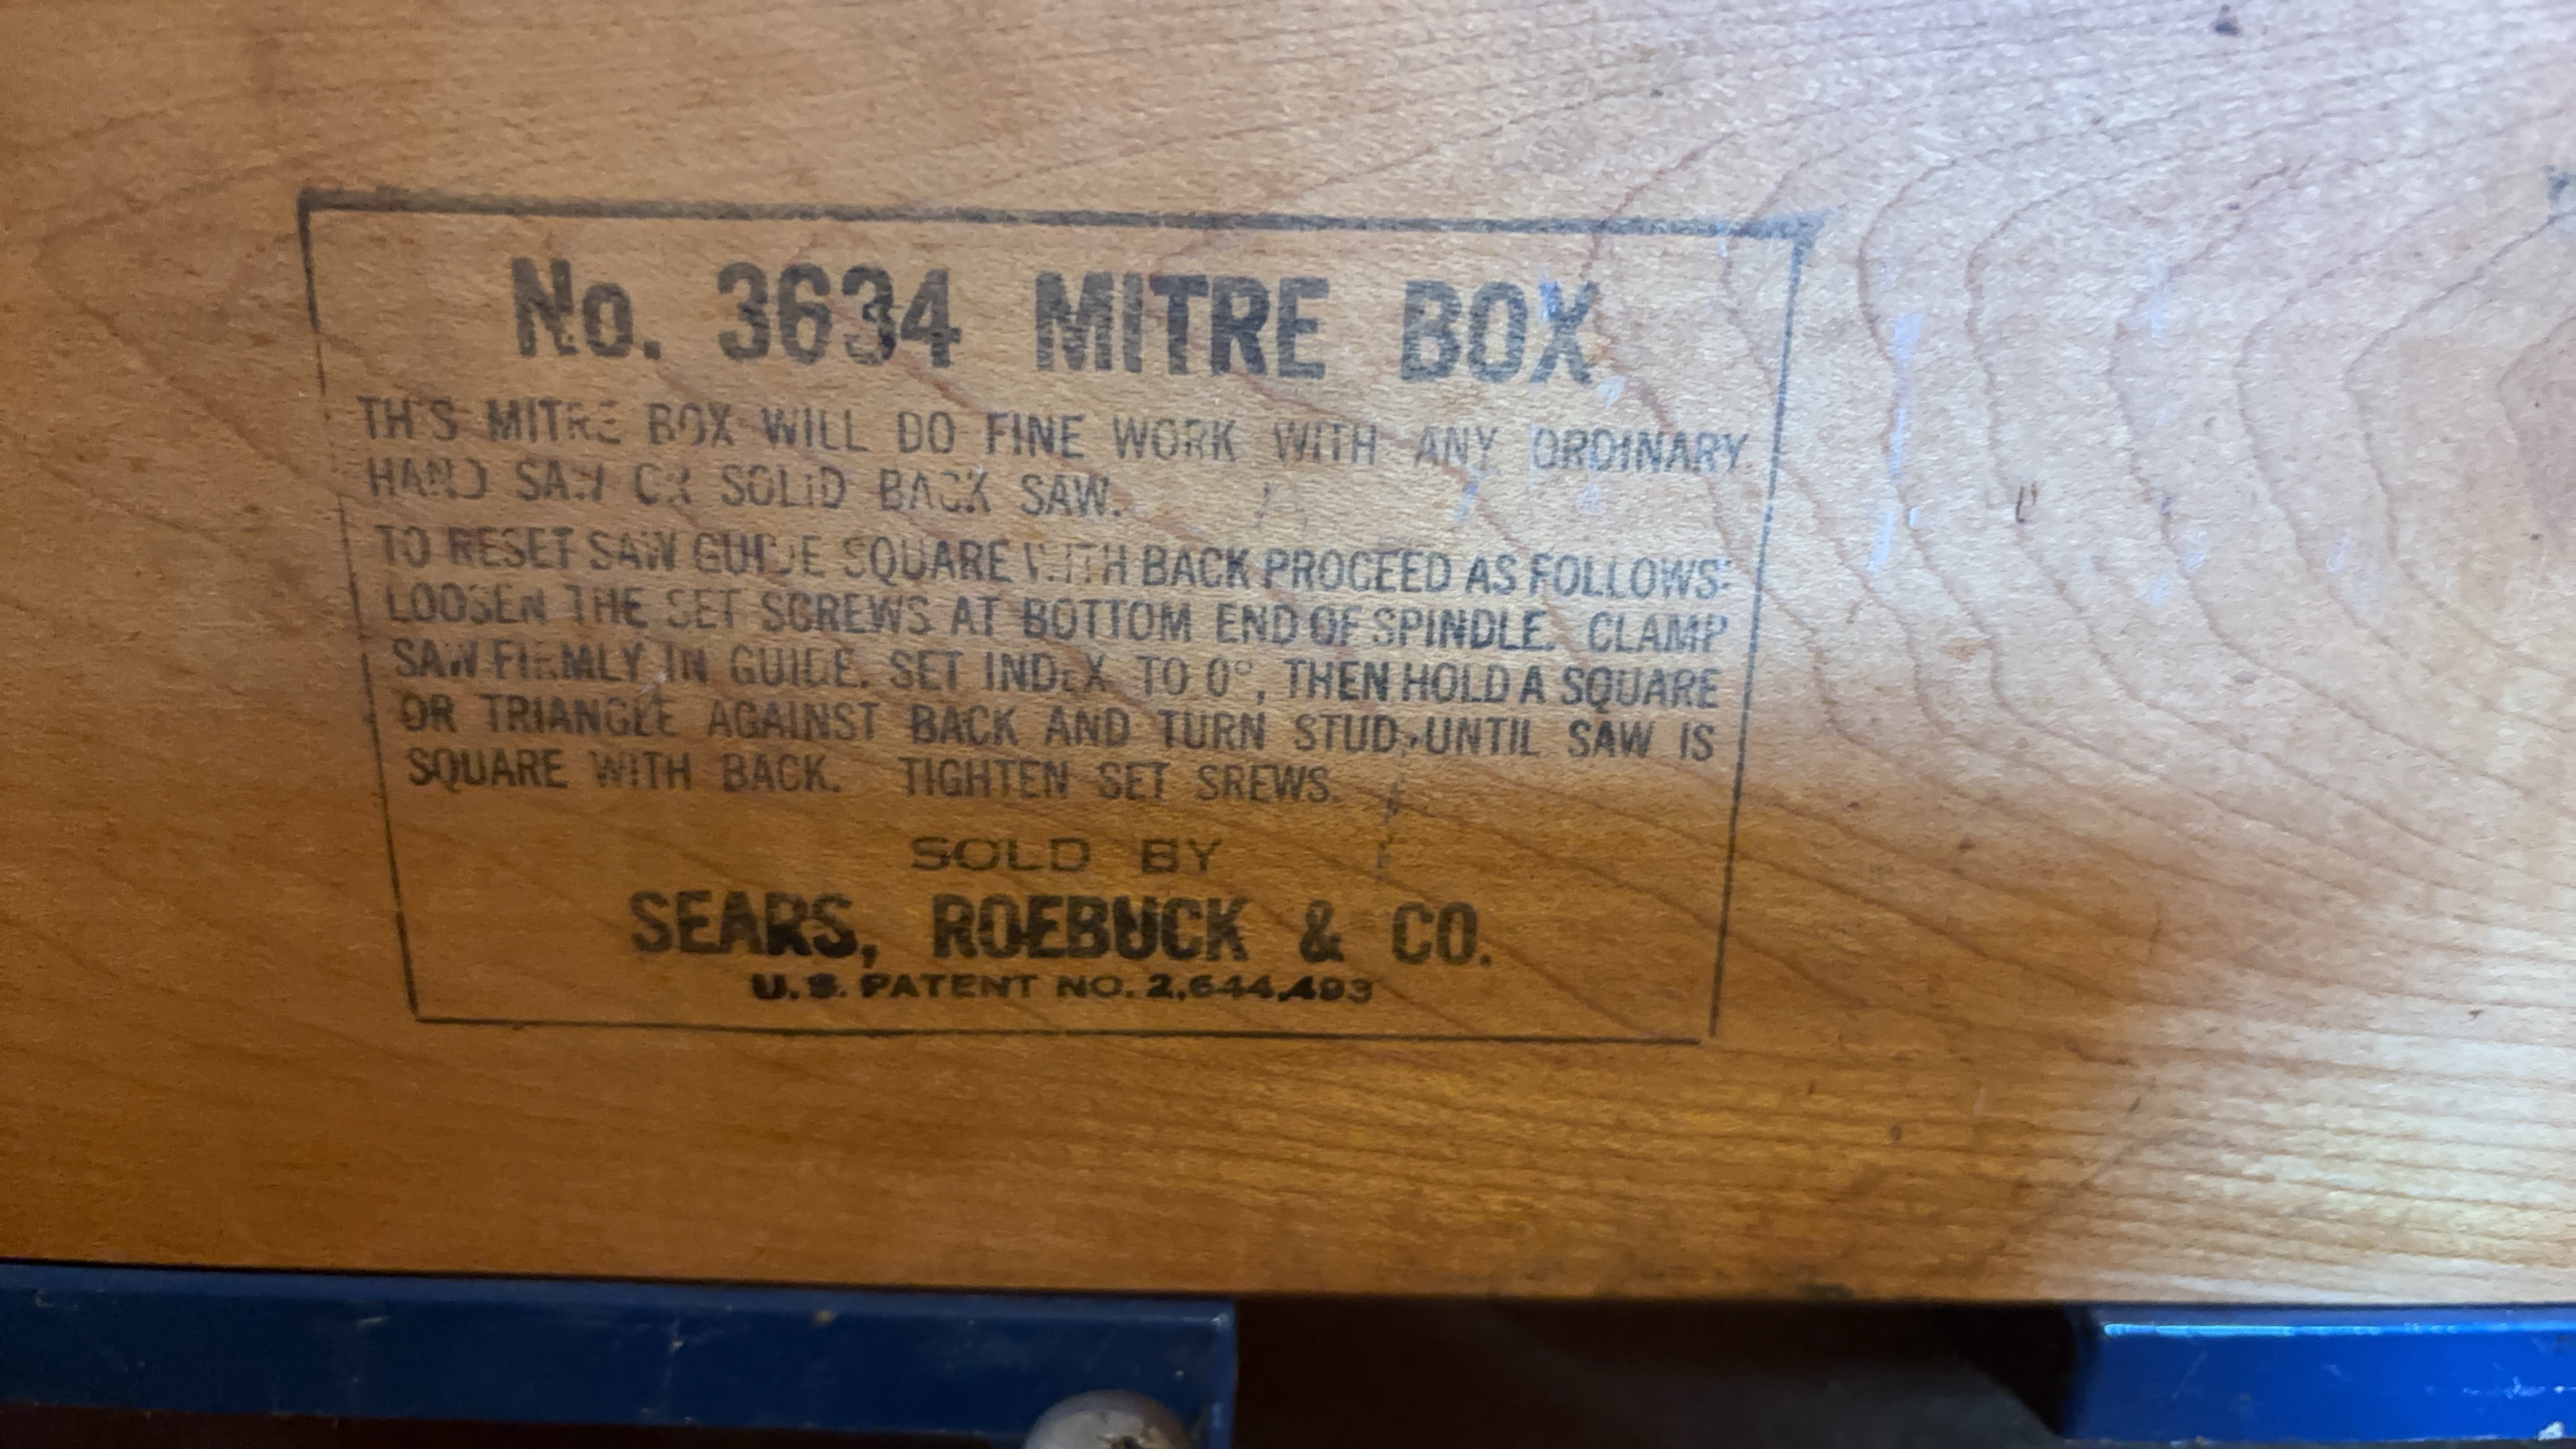 No. 3634 MITRE BOX
THIS MITRE BOX WILL DO FINE WORK WITH ANY ORDINARY
HAND SAW OR SOLID BACK SAW.
TO RESET SAW GUIDE SQUARE WITH BACK PROCEED AS FOLLOWS:
LOOSEN THE SET SCREWS AT BOTTOM END OF SPINDLE. CLAMP
SAW FIRMLY IN GUIDE. SET INDEX TO 0°, THEN HOLD A SQUARE
OR TRIANGLE AGAINST BACK AND TURN STUD, UNTIL SAW IS
SQUARE WITH BACK. TIGHTEN SET SREWS.
SOLD BY
SEARS, ROEBUCK & CO.
U.S. PATENT NO. 2,644,493